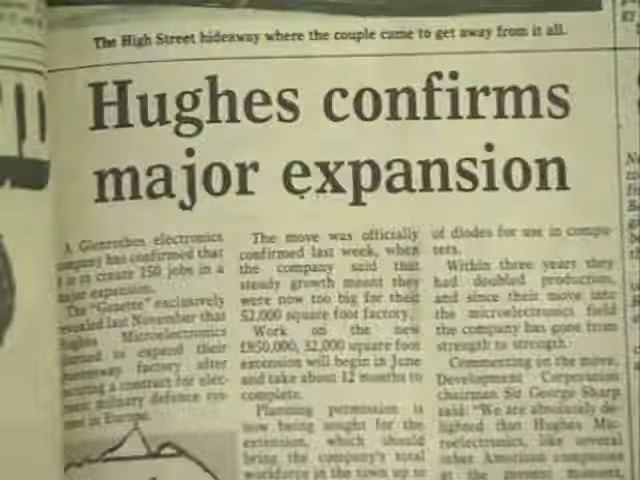 The High Street hideaway where the couple came to get away from it all.
Hughes confirms
major expansion
A Glenrothes electronics
company has confirmed that
it is to create 150 jobs in a
major expansion.
The "Gazette" exclusively
revealed last November that
Hughes Microelectronics
planned to expand their
factory after
winning a contract for elec-
military defence sys-
in Europe.
The move was officially
confirmed last week, when
the company said that
steady growth meant they
were now too big for their
52,000 square foot factory.
Work on the new
£850,000, 32,000 square foot
extension will begin in June
and take about 12 months to
complete.
Planning permission is
now being sought for the
extension, which should
bring the company's total
workforce in the town up to
of diodes for use in compu-
ters.
Within three years they
had doubled production,
and since their move into
the microelectronics field
the company has gone from
strength to strength.
Commenting on the move,
Development Corporation
chairman Sir George Sharp
said: "We are absolutely de-
lighted that Hughes Mic-
roelectronics, like several
other American companies
at the present moment,